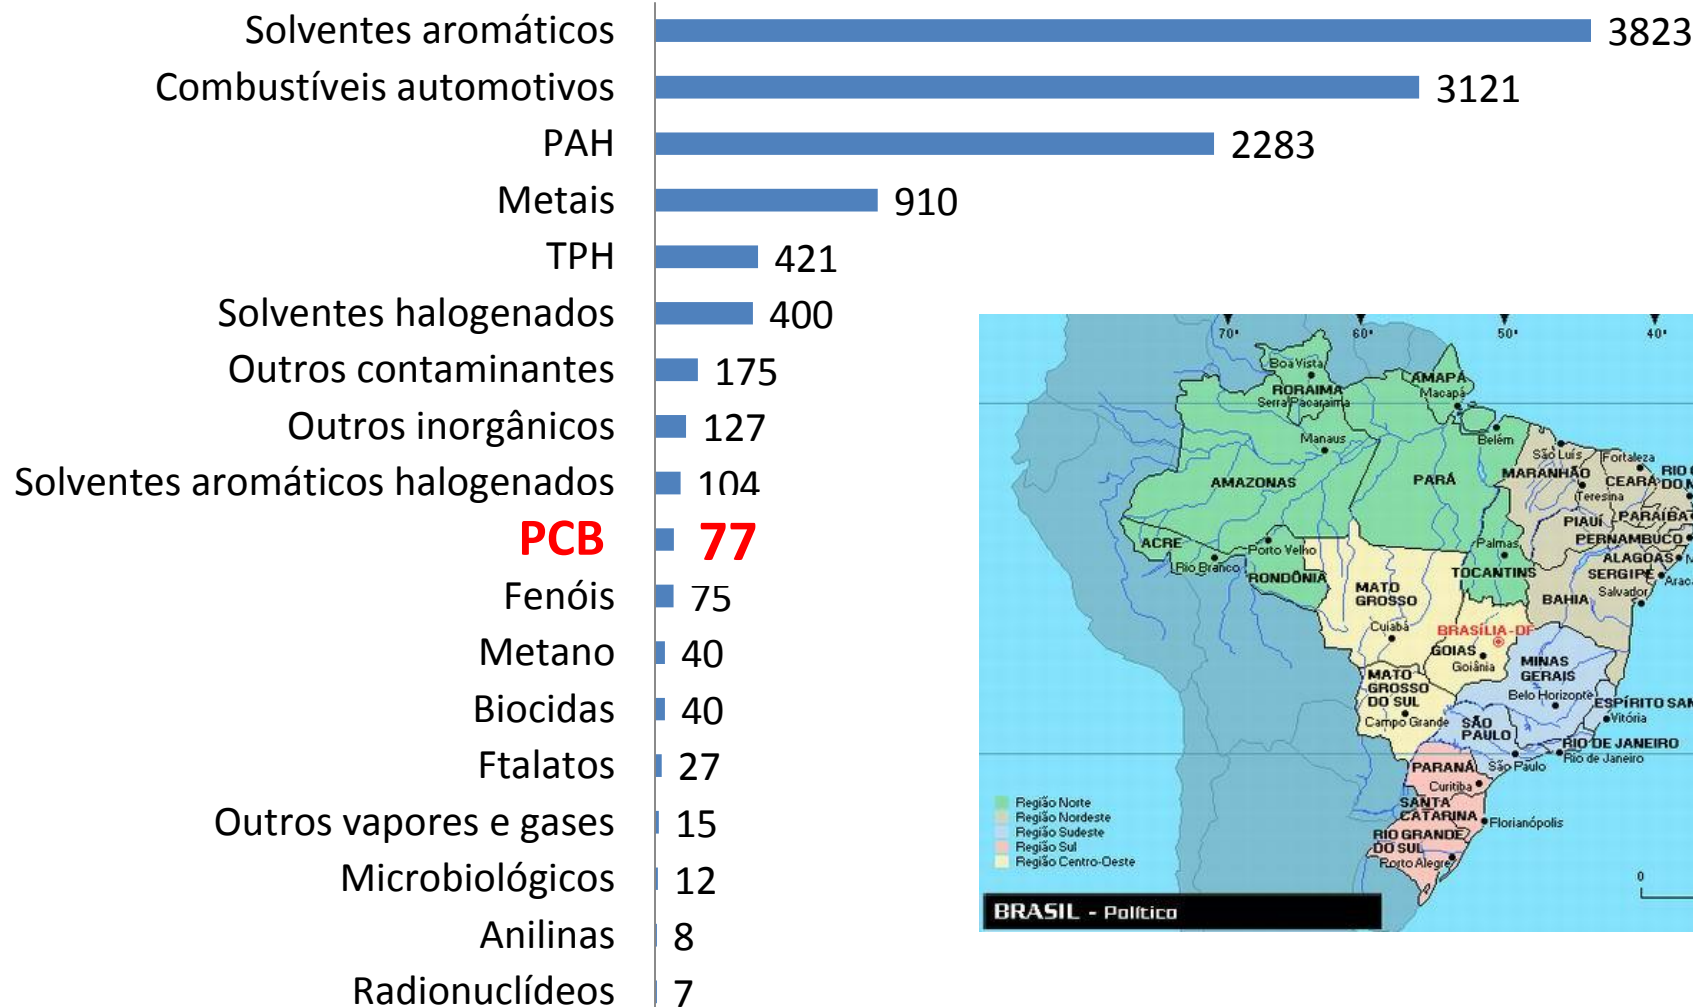 Solventes aromáticos 3823
Combustíveis automotivos 3121
PAH 2283
Metais 910
TPH 421
Solventes halogenados 400
Outros contaminantes 175
Outros inorgânicos 127
Solventes aromáticos halogenados 104
PCB 77
Fenóis 75
Metano 40
Biocidas 40
Ftalatos 27
Outros vapores e gases 15
Microbiológicos 12
Anilinas 8
Radionuclídeos 7
70° 60° 50° 40°
Boa Vista
RORAIMA
Serra Pacaraima
AMAPÁ
Macapá
Manaus
Belém
AMAZONAS
PARÁ
São Luís
Fortaleza
MARANHÃO
CEARÁ
RIO
Teresina
PIAUÍ
PARAÍBA
PERNAMBUCO
ALAGOAS
SERGIPE
Salvador
BAHIA
ACRE
Rio Branco
Porto Velho
RONDÔNIA
Palmas
TOCANTINS
MATO
GROSSO
Cuiabá
BRASÍLIA-DF
GOIAS
Goiânia
MINAS
GERAIS
Belo Horizonte
MATO
GROSSO
DO SUL
Campo Grande
ESPÍRITO
Vitória
SÃO
PAULO
São Paulo
RIO DE JANEIRO
Rio de Janeiro
PARANÁ
Curitiba
SANTA
CATARINA
Florianópolis
RIO GRANDE
DO SUL
Porto Alegre
Região Norte
Região Nordeste
Região Sudeste
Região Sul
Região Centro-Oeste
0
BRASIL - Político